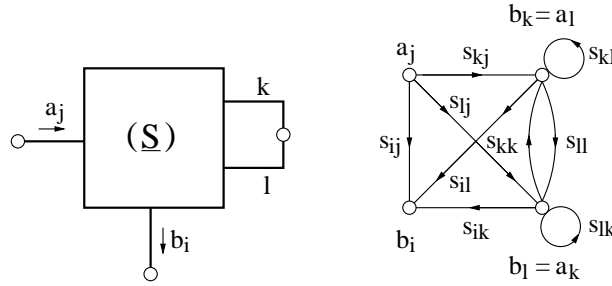 b_k = a_l
a_j
s_kj
s_kl
k
a_j
(S)
s_lj
s_ij
s_kk
s_ll
l
s_il
b_i
b_i
s_ik
s_lk
b_l = a_k